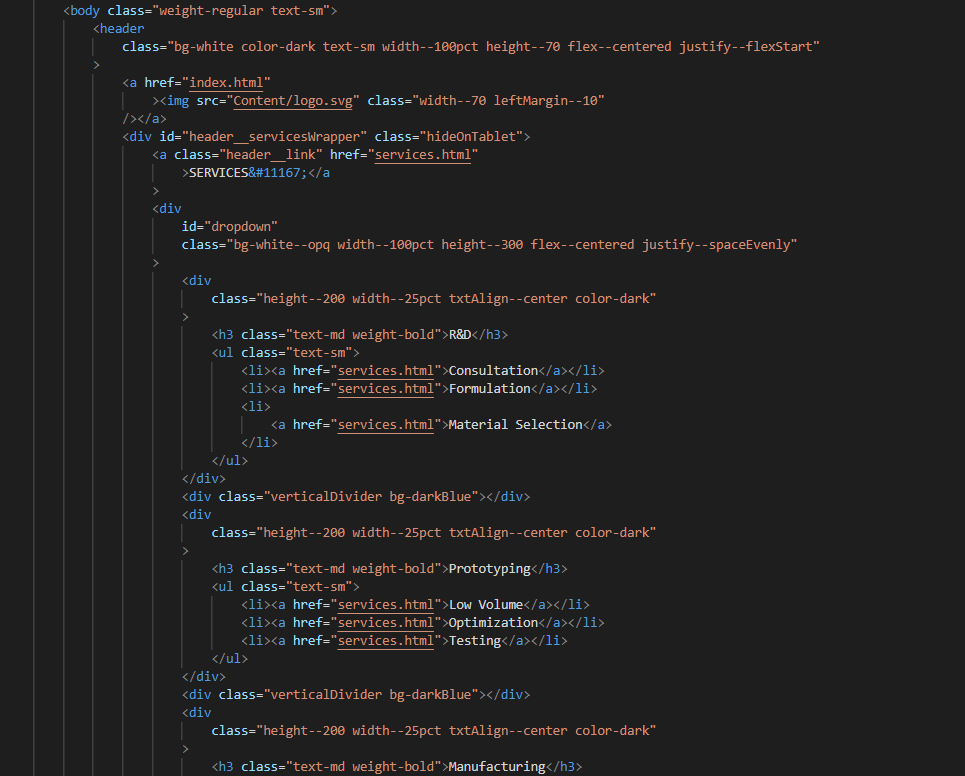 <body class="weight-regular text-sm">
<header
class="bg-white color-dark text-sm width--100pct height--70 flex--centered justify--flexStart"
>
<a href="index.html"
><img src="Content/logo.svg" class="width--70 leftMargin--10"
/></a>
<div id="header__servicesWrapper" class="hideOnTablet">
<a class="header__link" href="services.html"
>SERVICES&#11167;</a
>
<div
id="dropdown"
class="bg-white--opq width--100pct height--300 flex--centered justify--spaceEvenly"
>
<div
class="height--200 width--25pct txtAlign--center color-dark"
>
<h3 class="text-md weight-bold">R&D</h3>
<ul class="text-sm">
<li><a href="services.html">Consultation</a></li>
<li><a href="services.html">Formulation</a></li>
<li>
<a href="services.html">Material Selection</a>
</li>
</ul>
</div>
<div class="verticalDivider bg-darkBlue"></div>
<div
class="height--200 width--25pct txtAlign--center color-dark"
>
<h3 class="text-md weight-bold">Prototyping</h3>
<ul class="text-sm">
<li><a href="services.html">Low Volume</a></li>
<li><a href="services.html">Optimization</a></li>
<li><a href="services.html">Testing</a></li>
</ul>
</div>
<div class="verticalDivider bg-darkBlue"></div>
<div
class="height--200 width--25pct txtAlign--center color-dark"
>
<h3 class="text-md weight-bold">Manufacturing</h3>